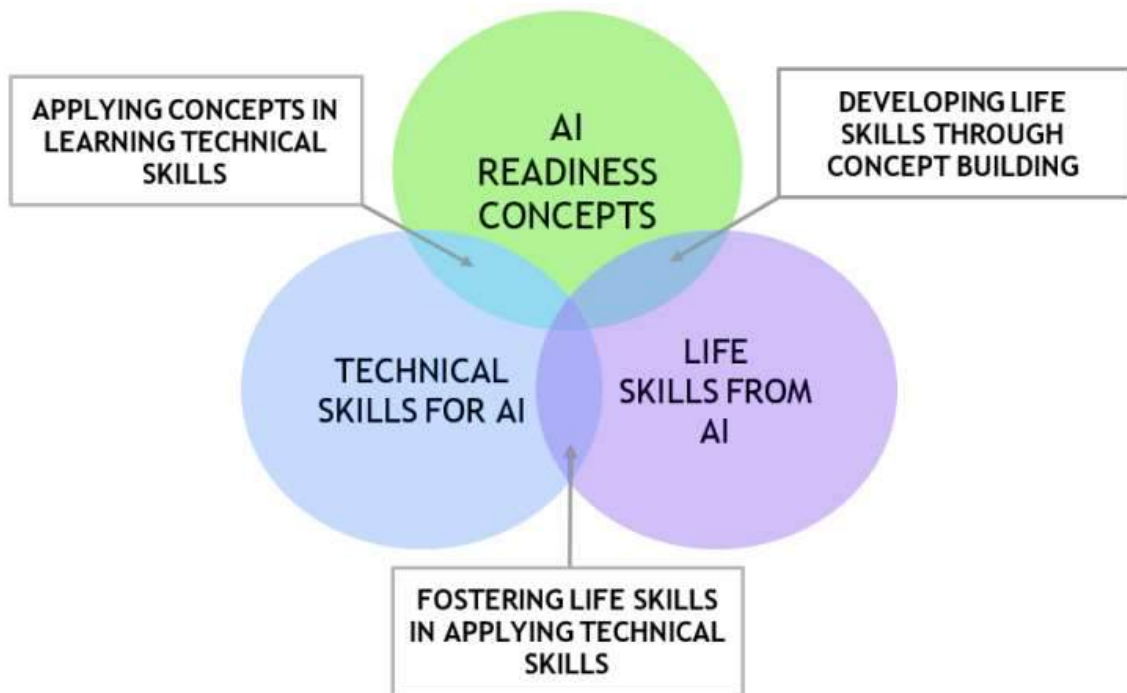 APPLYING CONCEPTS IN
LEARNING TECHNICAL
SKILLS
AI
READINESS
CONCEPTS
DEVELOPING LIFE
SKILLS THROUGH
CONCEPT BUILDING
TECHNICAL
SKILLS FOR AI
LIFE
SKILLS FROM
AI
FOSTERING LIFE SKILLS
IN APPLYING TECHNICAL
SKILLS